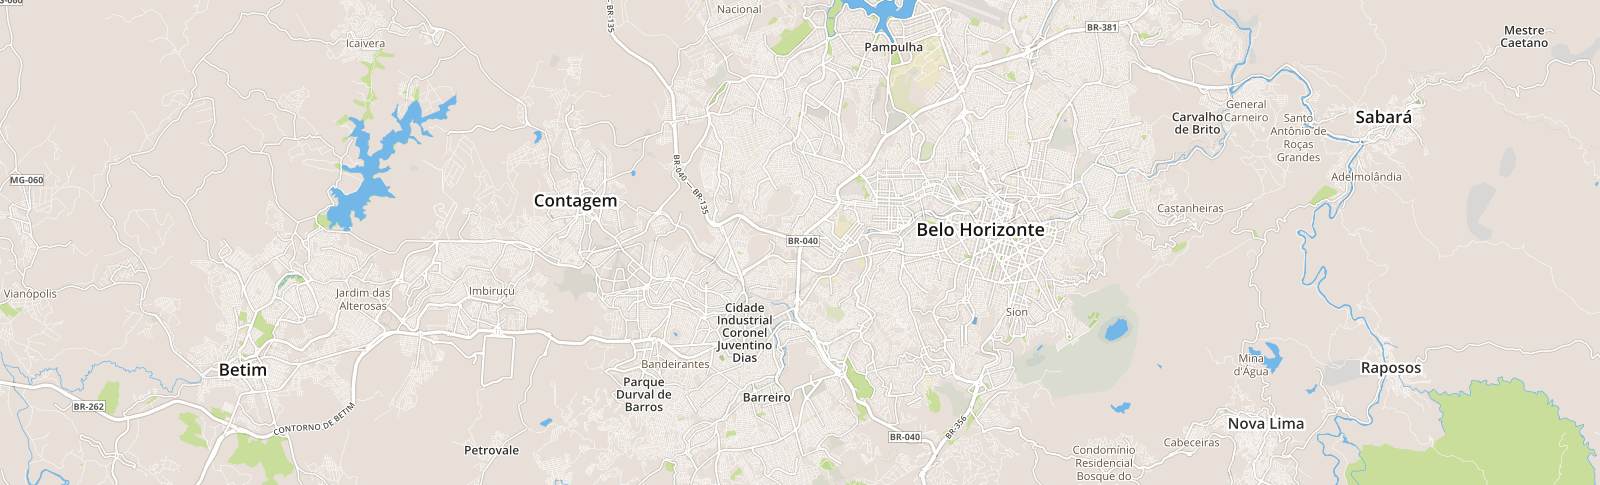 Nacional
BR-135
BR-381
Mestre
Caetano
Icaivera
Pampulha
General
Carneiro
Carvalho
de Brito
Santo
Antônio de
Roças
Grandes
Sabará
MG-060
BR-040 — BR-135
Adelmolândia
Contagem
Castanheiras
BR-040
Belo Horizonte
Vianópolis
Jardim das
Alterosas
Imbiruçú
Cidade
Industrial
Coronel
Juventino
Dias
Sion
Betim
Bandeirantes
Mina
d'Água
Raposos
Parque
Durval de
Barros
Barreiro
BR-262
CONTORNO DE BETIM
BR-356
BR-040
Nova Lima
Petrovale
Cabeceiras
Condomínio
Residencial
Bosque do